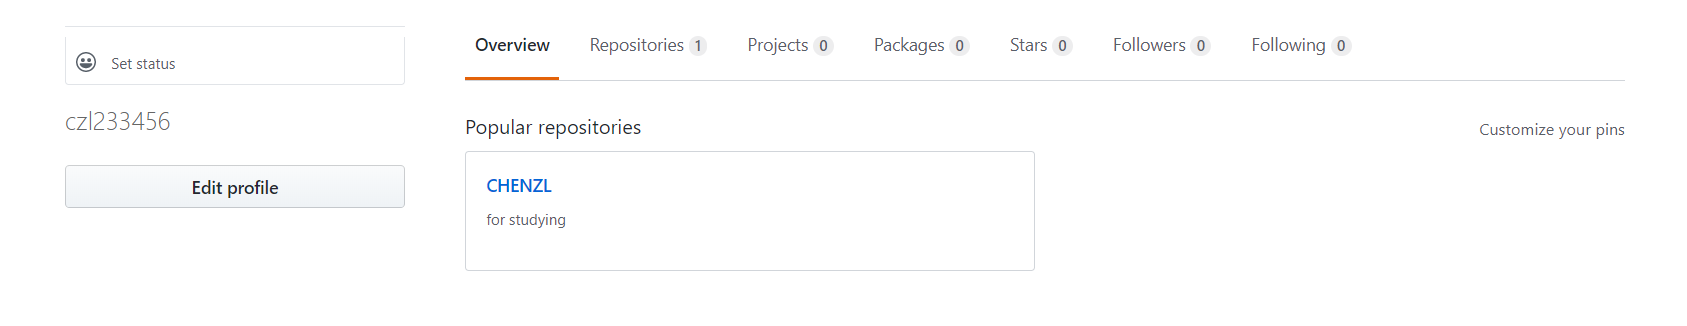 Set status
czl233456
Edit profile
Overview Repositories 1 Projects 0 Packages 0 Stars 0 Followers 0 Following 0
Popular repositories
Customize your pins
CHENZL
for studying